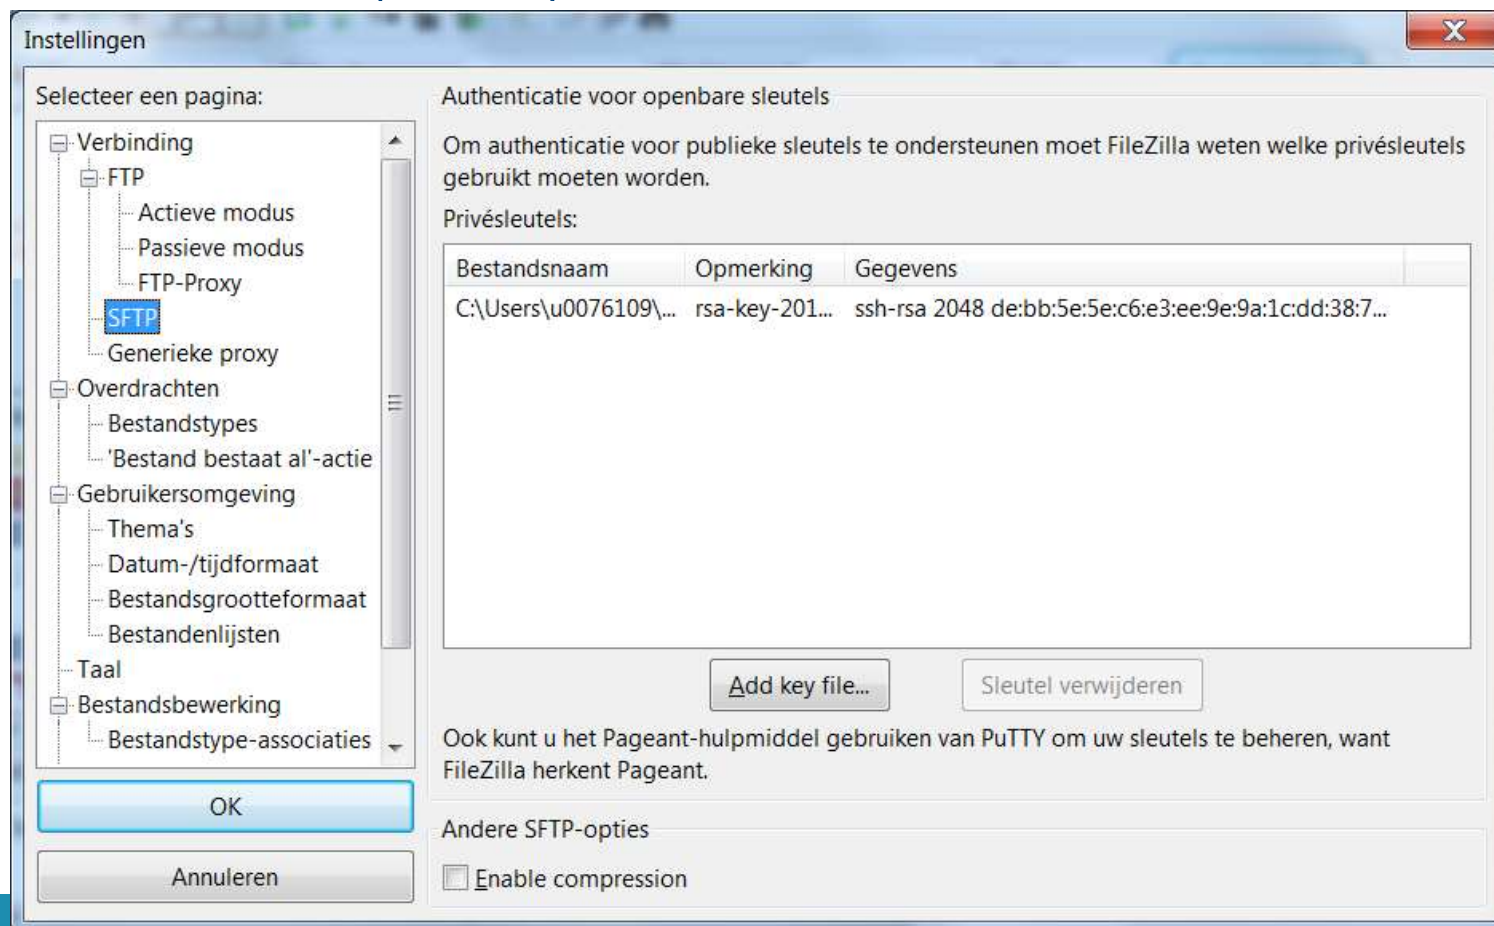 Instellingen
Selecteer een pagina:
Verbinding
FTP
Actieve modus
Passieve modus
FTP-Proxy
SFTP
Generieke proxy
Overdrachten
Bestandstypes
'Bestand bestaat al'-actie
Gebruikersomgeving
Thema's
Datum-/tijdformaat
Bestandsgrootteformaat
Bestandenlijsten
Taal
Bestandsbewerking
Bestandstype-associaties
OK
Annuleren
Authenticatie voor openbare sleutels
Om authenticatie voor publieke sleutels te ondersteunen moet FileZilla weten welke privésleutels
gebruikt moeten worden.
Privésleutels:
Bestandsnaam Opmerking Gegevens
C:\Users\u0076109\... rsa-key-201... ssh-rsa 2048 de:bb:5e:5e:c6:e3:ee:9e:9a:1c:dd:38:7...
Add key file... Sleutel verwijderen
Ook kunt u het Pageant-hulpmiddel gebruiken van PuTTY om uw sleutels te beheren, want
FileZilla herkent Pageant.
Andere SFTP-opties
Enable compression